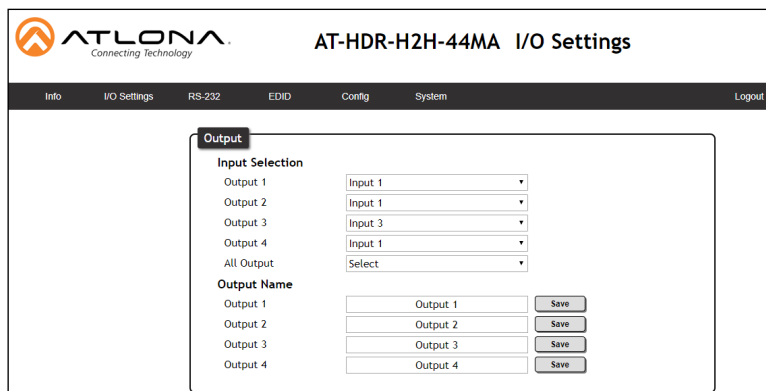 ATLONA.
Connecting Technology
AT-HDR-H2H-44MA I/O Settings
Info I/O Settings RS-232 EDID Config System Logout
Output
Input Selection
Output 1 Input 1
Output 2 Input 1
Output 3 Input 3
Output 4 Input 1
All Output Select
Output Name
Output 1 Output 1 Save
Output 2 Output 2 Save
Output 3 Output 3 Save
Output 4 Output 4 Save